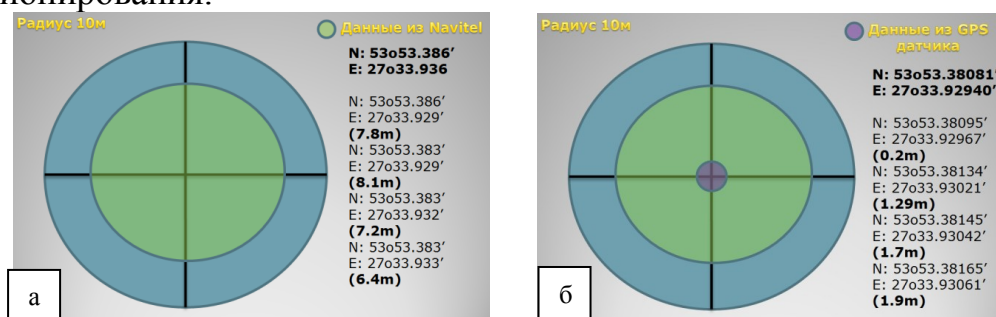 Радиус 10м
Данные из Navitel
N: 53o53.386’
E: 27o33.936
N: 53o53.386’
E: 27o33.929’
(7.8m)
N: 53o53.383’
E: 27o33.929’
(8.1m)
N: 53o53.383’
E: 27o33.932’
(7.2m)
N: 53o53.383’
E: 27o33.933’
(6.4m)
а
Радиус 10м
Данные из GPS
датчика
N: 53o53.38081’
E: 27o33.92940’
N: 53o53.38095’
E: 27o33.92967’
(0.2m)
N: 53o53.38134’
E: 27o33.93021’
(1.29m)
N: 53o53.38145’
E: 27o33.93042’
(1.7m)
N: 53o53.38165’
E: 27o33.93061’
(1.9m)
б